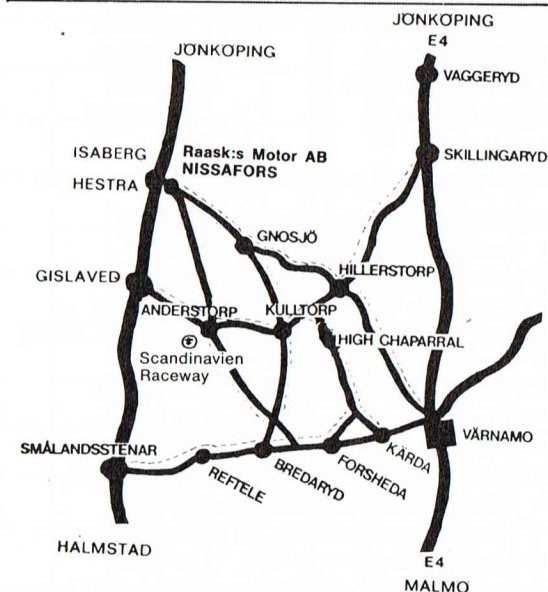 JÖNKÖPING
E4
JÖNKÖPING
VAGGERYD
ISABERG
Raask:s Motor AB
SKILLINGARYD
HESTRA
NISSAFORS
GNOSJÖ
GISLAVED
HILLERSTORP
ANDERSTORP
KULLTORP
HIGH CHAPARRAL
Scandinavien
Raceway
SMÅLANDSSTENAR
VÄRNAMO
KÄRDA
REFTELE
BREDARYD
FORSHEDA
HALMSTAD
E4
MALMÖ